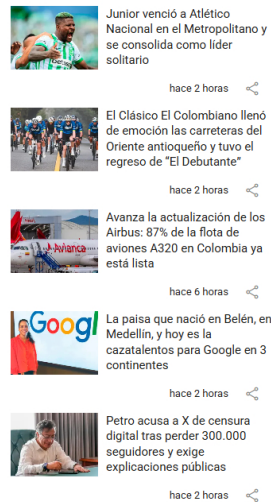 Junior venció a Atlético
Nacional en el Metropolitano y
se consolida como líder
solitario
hace 2 horas
El Clásico El Colombiano llenó
de emoción las carreteras del
Oriente antioqueño y tuvo el
regreso de “El Debutante”
hace 2 horas
Avianca
Avanza la actualización de los
Airbus: 87% de la flota de
aviones A320 en Colombia ya
está lista
hace 6 horas
Googl
La paisa que nació en Belén, en
Medellín, y hoy es la
cazatalentos para Google en 3
continentes
hace 2 horas
Petro acusa a X de censura
digital tras perder 300.000
seguidores y exige
explicaciones públicas
hace 2 horas